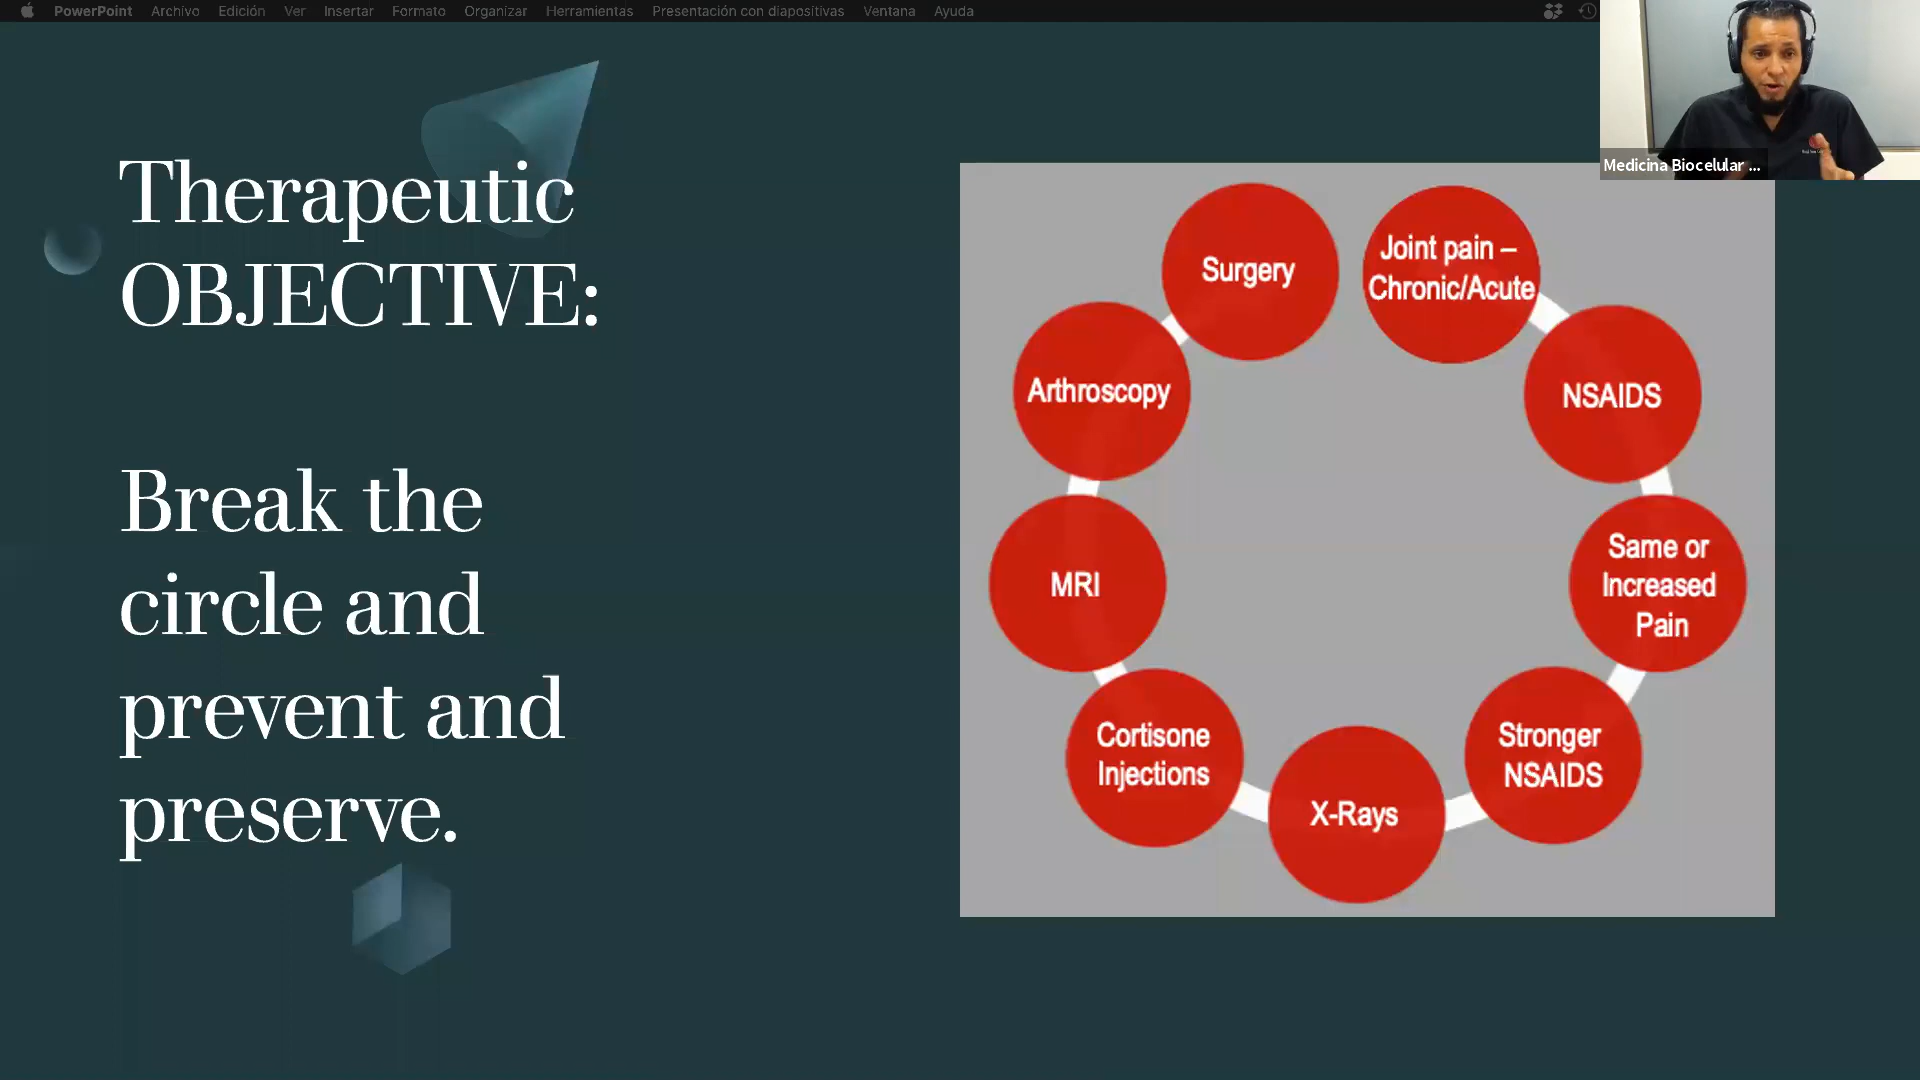 PowerPoint Archivo Edición Ver Insertar Formato Organizar Herramientas Presentación con diapositivas Ventana Ayuda
Medicina Biocelular ...
Therapeutic
OBJECTIVE:
Break the
circle and
prevent and
preserve.
Surgery
Joint pain –
Chronic/Acute
Arthroscopy
NSAIDS
MRI
Same or
Increased
Pain
Cortisone
Injections
X-Rays
Stronger
NSAIDS